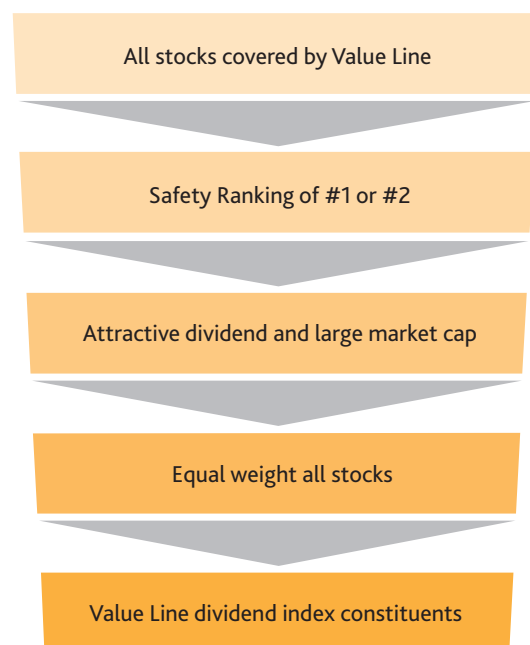 All stocks covered by Value Line
Safety Ranking of #1 or #2
Attractive dividend and large market cap
Equal weight all stocks
Value Line dividend index constituents